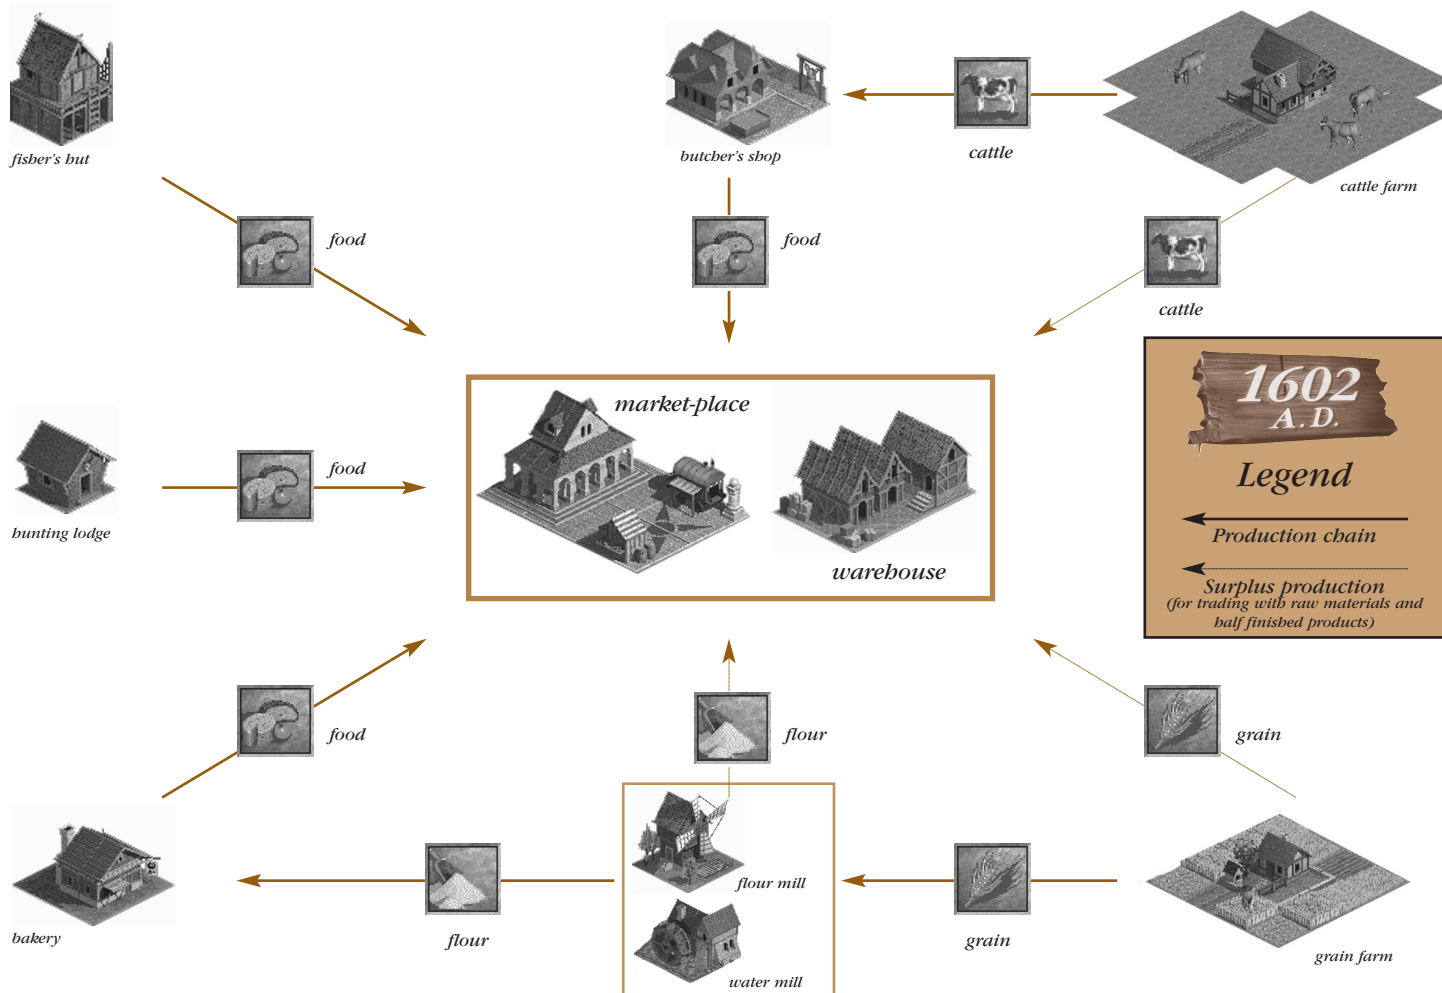 fisher's hut
butcher's shop
cattle
cattle farm
food
food
cattle
market-place
warehouse
food
hunting lodge
1602
A.D.
Legend
Production chain
Surplus production
(for trading with raw materials and
half finished products)
food
flour
grain
bakery
flour
flour mill
water mill
grain
grain farm